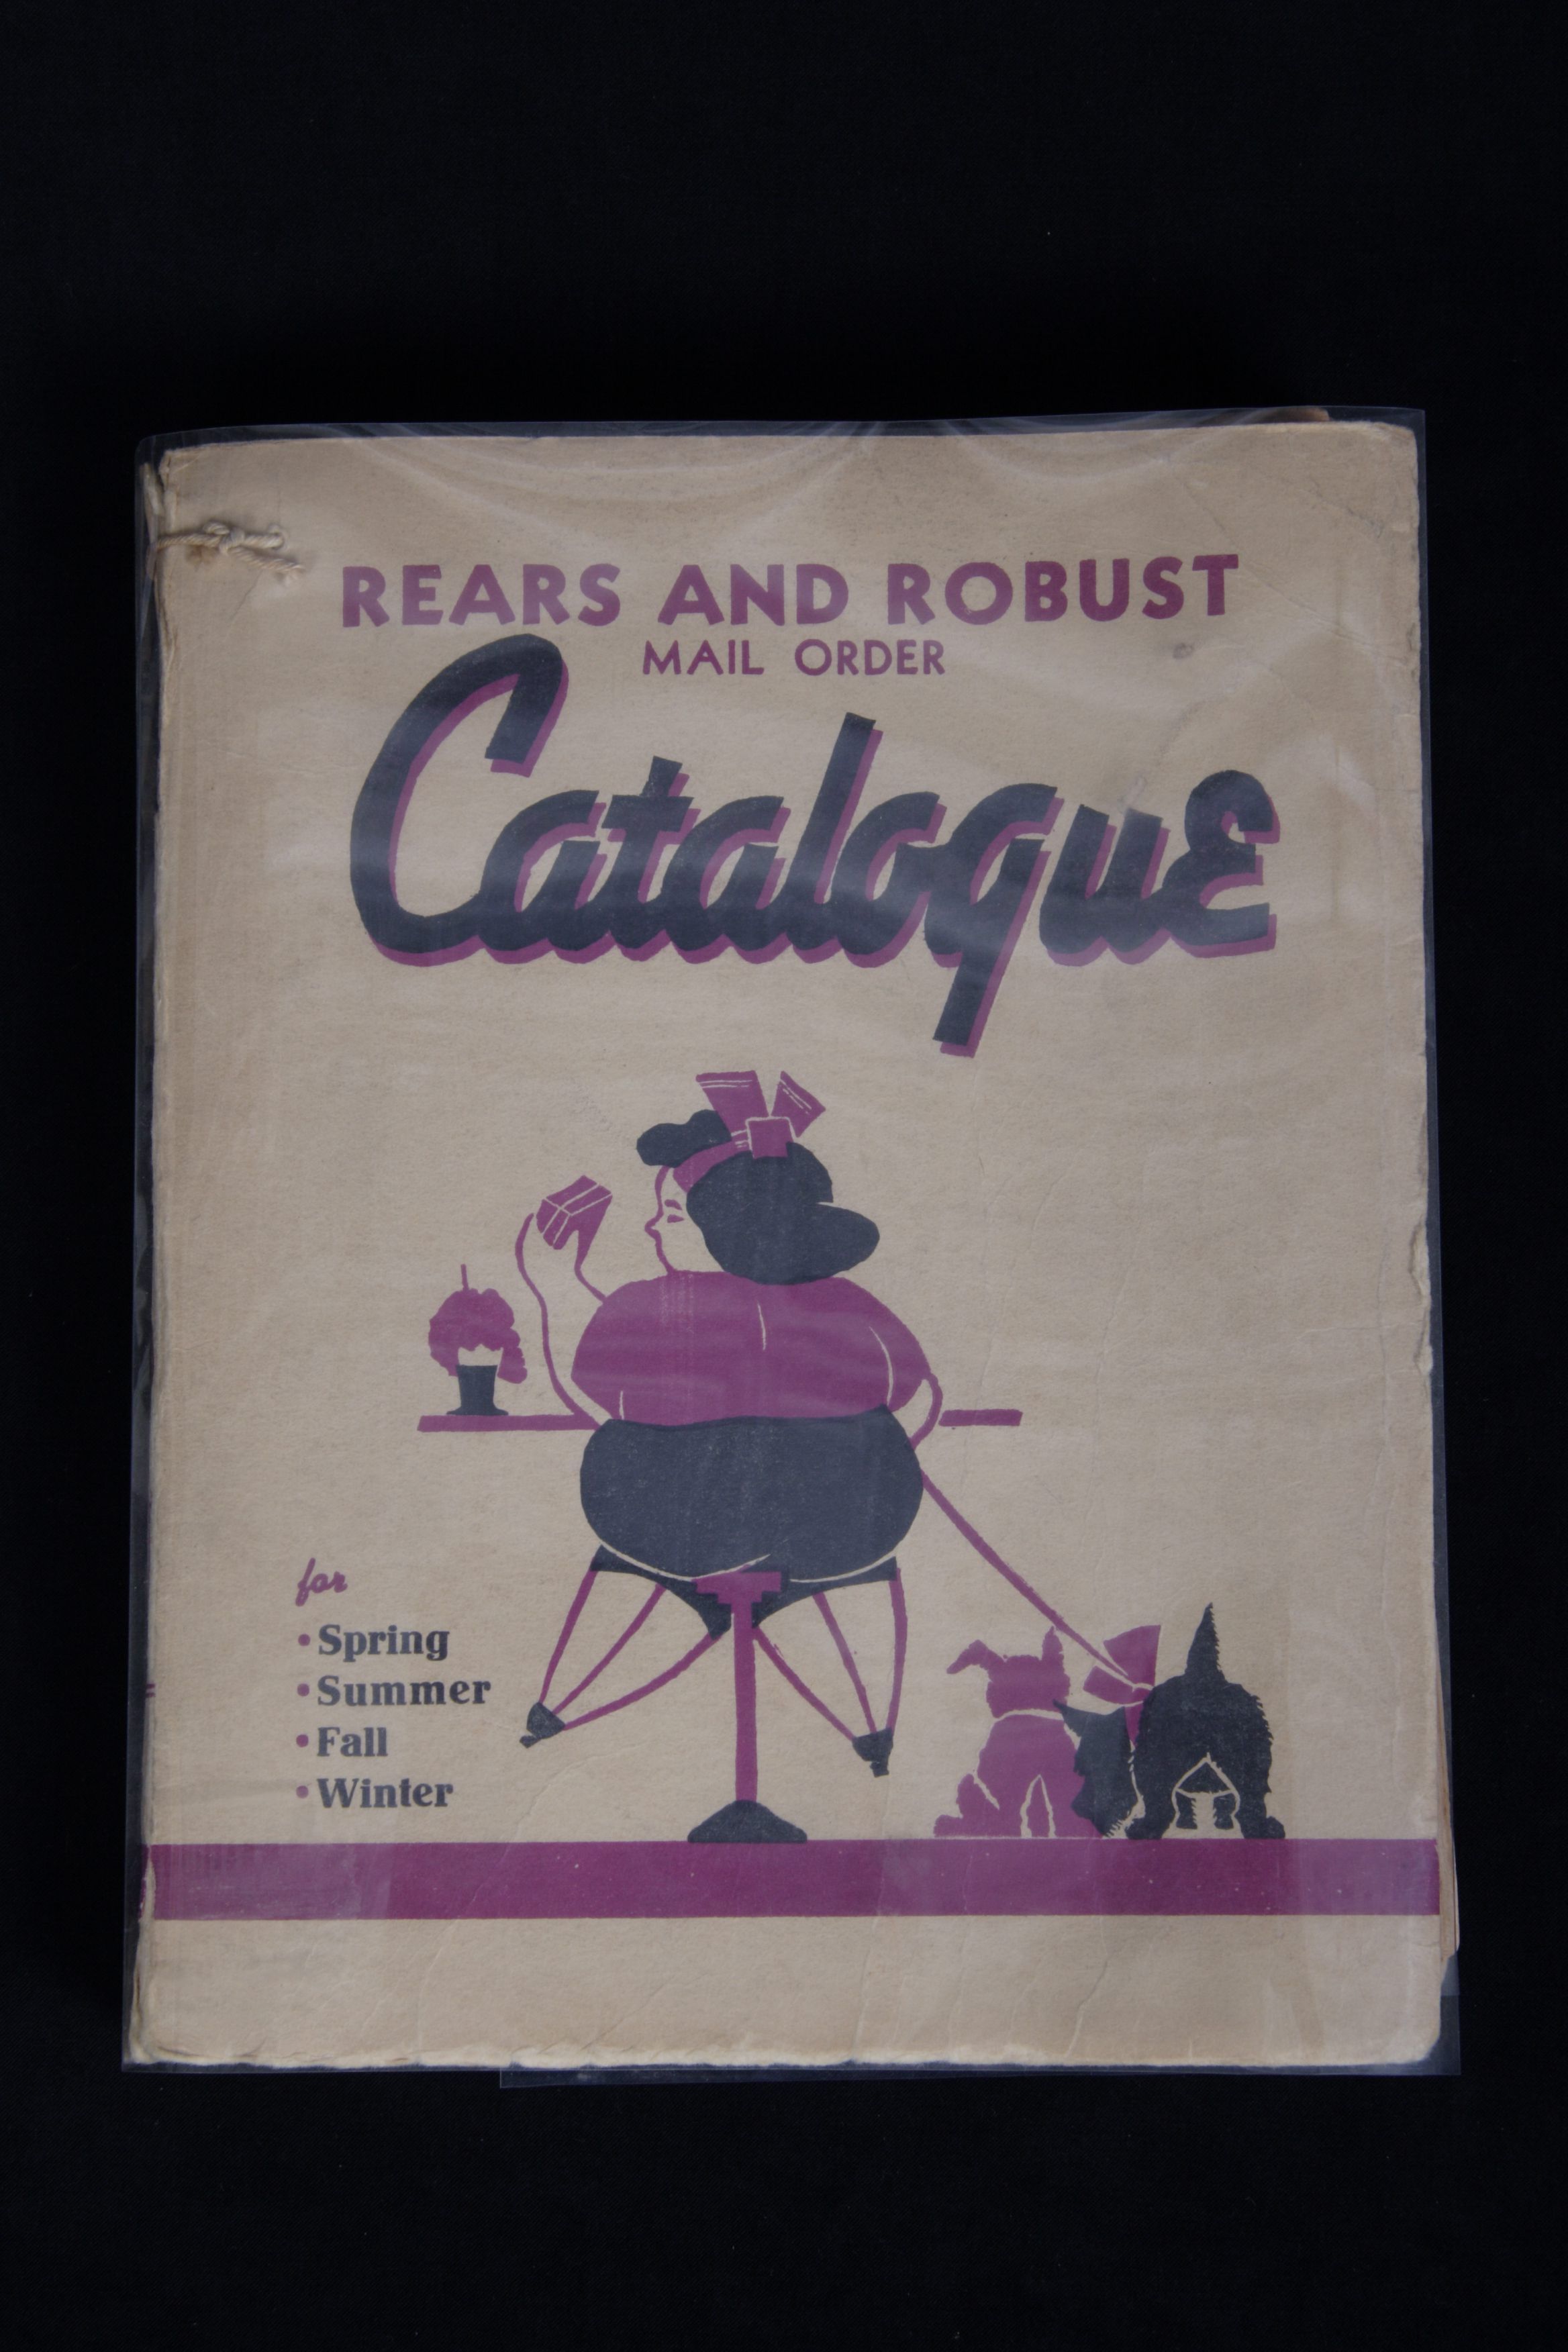 REARS AND ROBUST
MAIL ORDER
Catalogue
for
• Spring
• Summer
• Fall
• Winter